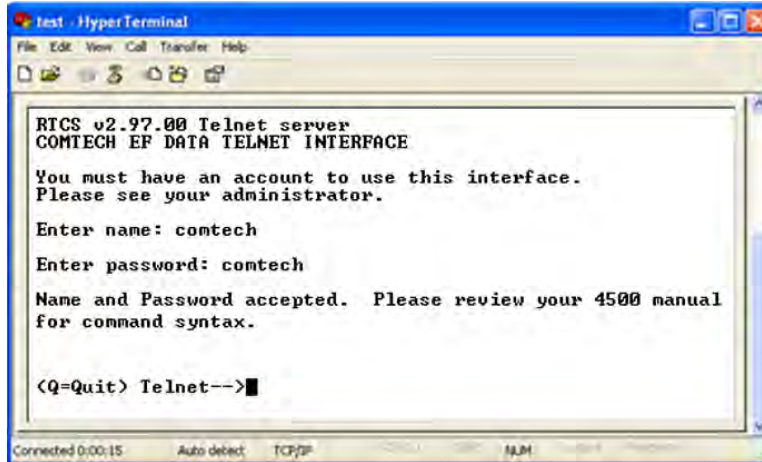 test - HyperTerminal
File Edit View Call Transfer Help
RTCS v2.97.00 Telnet server
COMTECH EF DATA TELNET INTERFACE
You must have an account to use this interface.
Please see your administrator.
Enter name: comtech
Enter password: comtech
Name and Password accepted.  Please review your 4500 manual
for command syntax.
(Q=Quit) Telnet-->
Connected 0:00:15 Auto detect TCP/IP NUM